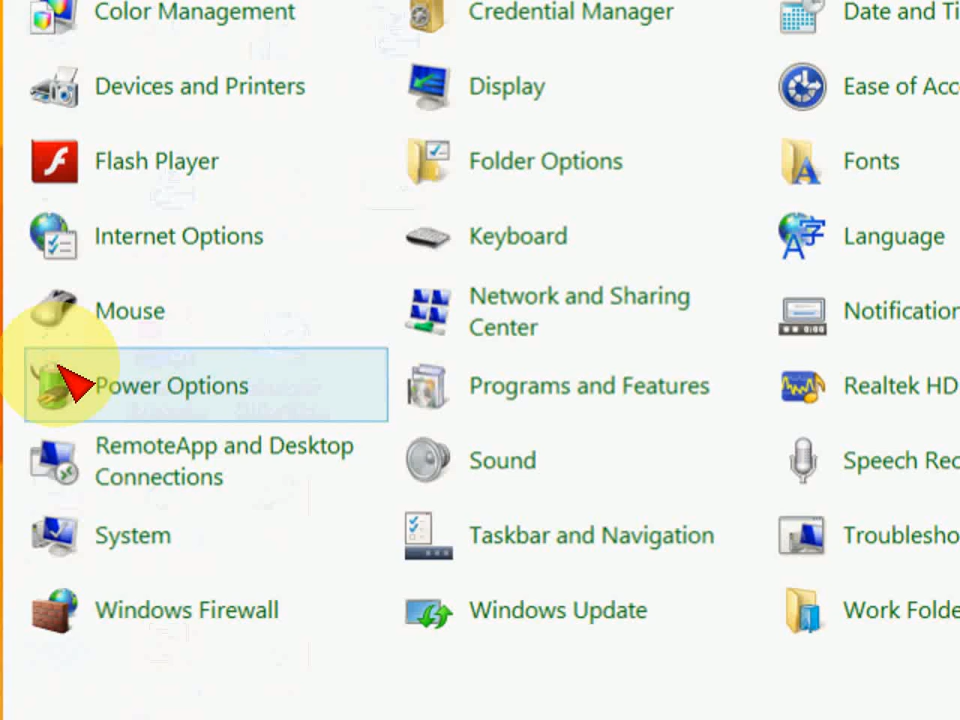 Color Management
Credential Manager
Date and Ti
Devices and Printers
Display
Ease of Acc
Flash Player
Folder Options
Fonts
Internet Options
Keyboard
Language
Mouse
Network and Sharing
Center
Notification
Power Options
Programs and Features
Realtek HD
RemoteApp and Desktop
Connections
Sound
Speech Rec
System
Taskbar and Navigation
Troublesho
Windows Firewall
Windows Update
Work Folde